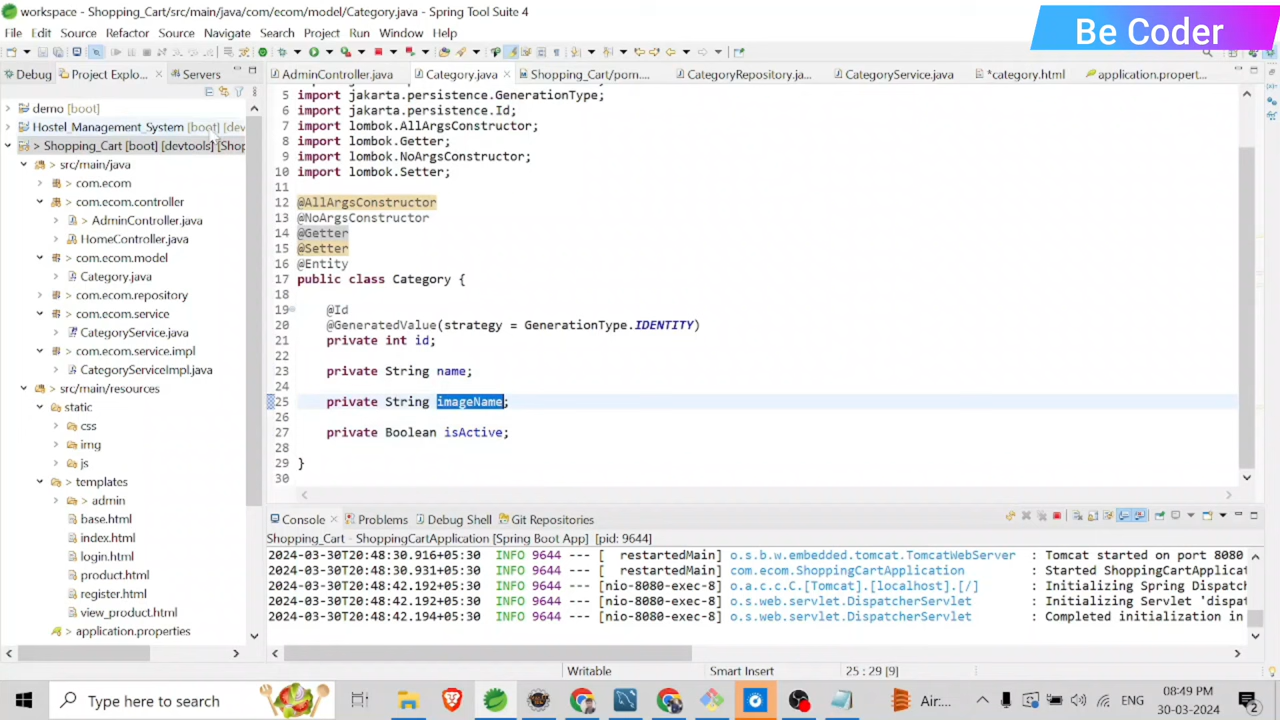 workspace - Shopping_Cart/src/main/java/com/ecom/model/Category.java - Spring Tool Suite 4
Be Coder
File Edit Source Refactor Source Navigate Search Project Run Window Help
Debug Project Explo... Servers
AdminController.java Category.java Shopping_Cart/pom.... CategoryRepository.ja... CategoryService.java *category.html application.propert...
demo [boot]
Hostel_Management_System [boot] [dev
> Shopping_Cart [boot] [devtools] [Shop
> src/main/java
> com.ecom
> com.ecom.controller
> AdminController.java
> HomeController.java
> com.ecom.model
> Category.java
> com.ecom.repository
> com.ecom.service
> CategoryService.java
> com.ecom.service.impl
> CategoryServiceImpl.java
> src/main/resources
static
> css
> img
> js
> templates
> admin
base.html
index.html
login.html
product.html
register.html
view_product.html
> application.properties
5 import jakarta.persistence.GenerationType;
6 import jakarta.persistence.Id;
7 import lombok.AllArgsConstructor;
8 import lombok.Getter;
9 import lombok.NoArgsConstructor;
10 import lombok.Setter;
11
12 @AllArgsConstructor
13 @NoArgsConstructor
14 @Getter
15 @Setter
16 @Entity
17 public class Category {
18
19 @Id
20 @GeneratedValue(strategy = GenerationType.IDENTITY)
21 private int id;
22
23 private String name;
24
25 private String imageName;
26
27 private Boolean isActive;
28
29 }
30
Console Problems Debug Shell Git Repositories
Shopping_Cart - ShoppingCartApplication [Spring Boot App] [pid: 9644]
2024-03-30T20:48:30.916+05:30 INFO 9644 --- [ restartedMain] o.s.b.w.embedded.tomcat.TomcatWebServer : Tomcat started on port 8080
2024-03-30T20:48:30.931+05:30 INFO 9644 --- [ restartedMain] com.ecom.ShoppingCartApplication : Started ShoppingCartApplicat
2024-03-30T20:48:42.192+05:30 INFO 9644 --- [nio-8080-exec-8] o.a.c.c.C.[Tomcat].[localhost].[/] : Initializing Spring Dispatch
2024-03-30T20:48:42.192+05:30 INFO 9644 --- [nio-8080-exec-8] o.s.web.servlet.DispatcherServlet : Initializing Servlet 'dispat
2024-03-30T20:48:42.194+05:30 INFO 9644 --- [nio-8080-exec-8] o.s.web.servlet.DispatcherServlet : Completed initialization in
Writable Smart Insert 25 : 29 [9]
Type here to search
Air... ENG 08:49 PM
30-03-2024
2